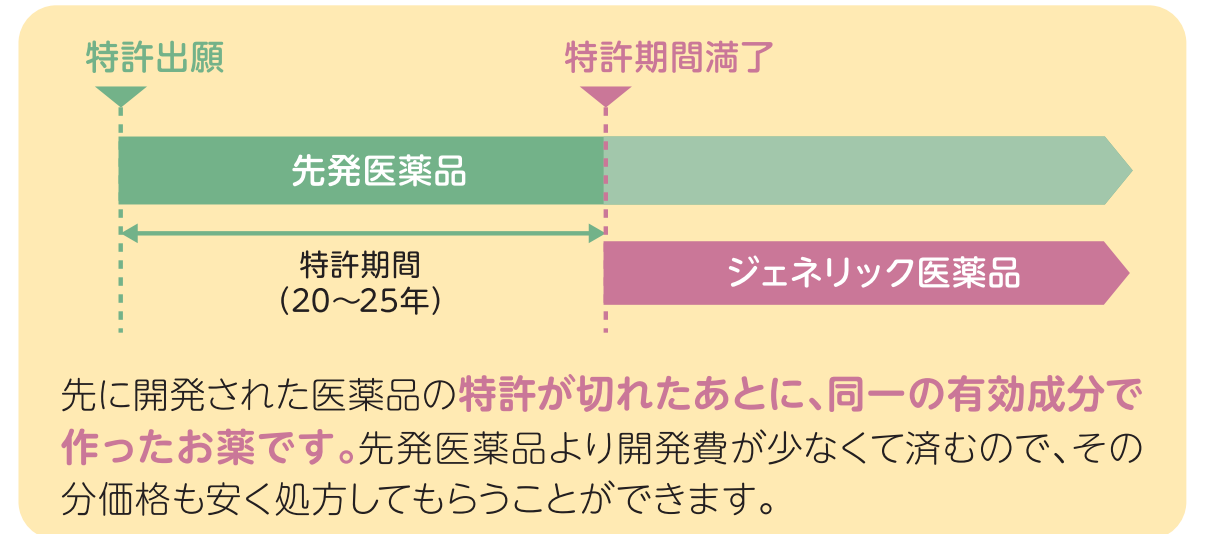 特許出願
特許期間満了
先発医薬品
特許期間
（20～25年）
ジェネリック医薬品
先に開発された医薬品の特許が切れたあとに、同一の有効成分で
作ったお薬です。先発医薬品より開発費が少なくて済むので、その
分価格も安く処方してもらうことができます。